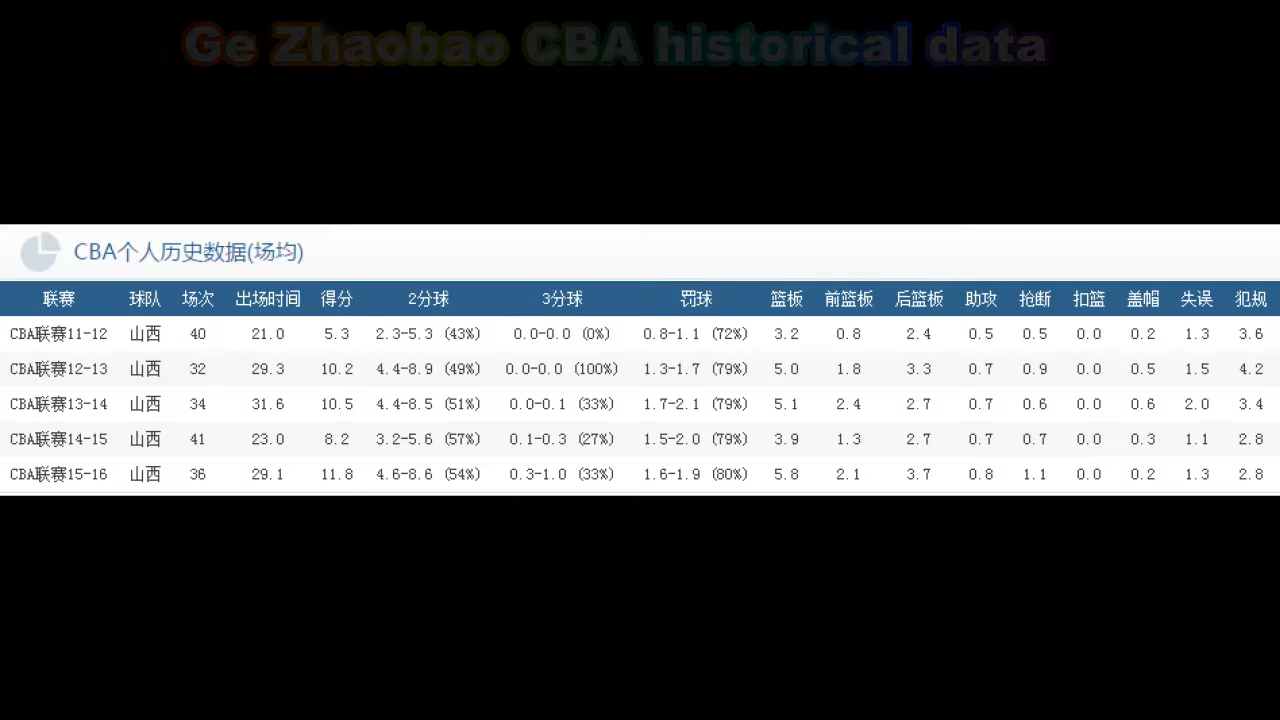 Ge Zhaobao CBA historical data
CBA个人历史数据(场均)
联赛 球队 场次 出场时间 得分 2分球 3分球 罚球 篮板 前篮板 后篮板 助攻 抢断 扣篮 盖帽 失误 犯规
CBA联赛11-12 山西 40 21.0 5.3 2.3-5.3 (43%) 0.0-0.0 (0%) 0.8-1.1 (72%) 3.2 0.8 2.4 0.5 0.5 0.0 0.2 1.3 3.6
CBA联赛12-13 山西 32 29.3 10.2 4.4-8.9 (49%) 0.0-0.0 (100%) 1.3-1.7 (79%) 5.0 1.8 3.3 0.7 0.9 0.0 0.5 1.5 4.2
CBA联赛13-14 山西 34 31.6 10.5 4.4-8.5 (51%) 0.0-0.1 (33%) 1.7-2.1 (79%) 5.1 2.4 2.7 0.7 0.6 0.0 0.6 2.0 3.4
CBA联赛14-15 山西 41 23.0 8.2 3.2-5.6 (57%) 0.1-0.3 (27%) 1.5-2.0 (79%) 3.9 1.3 2.7 0.7 0.7 0.0 0.3 1.1 2.8
CBA联赛15-16 山西 36 29.1 11.8 4.6-8.6 (54%) 0.3-1.0 (33%) 1.6-1.9 (80%) 5.8 2.1 3.7 0.8 1.1 0.0 0.2 1.3 2.8